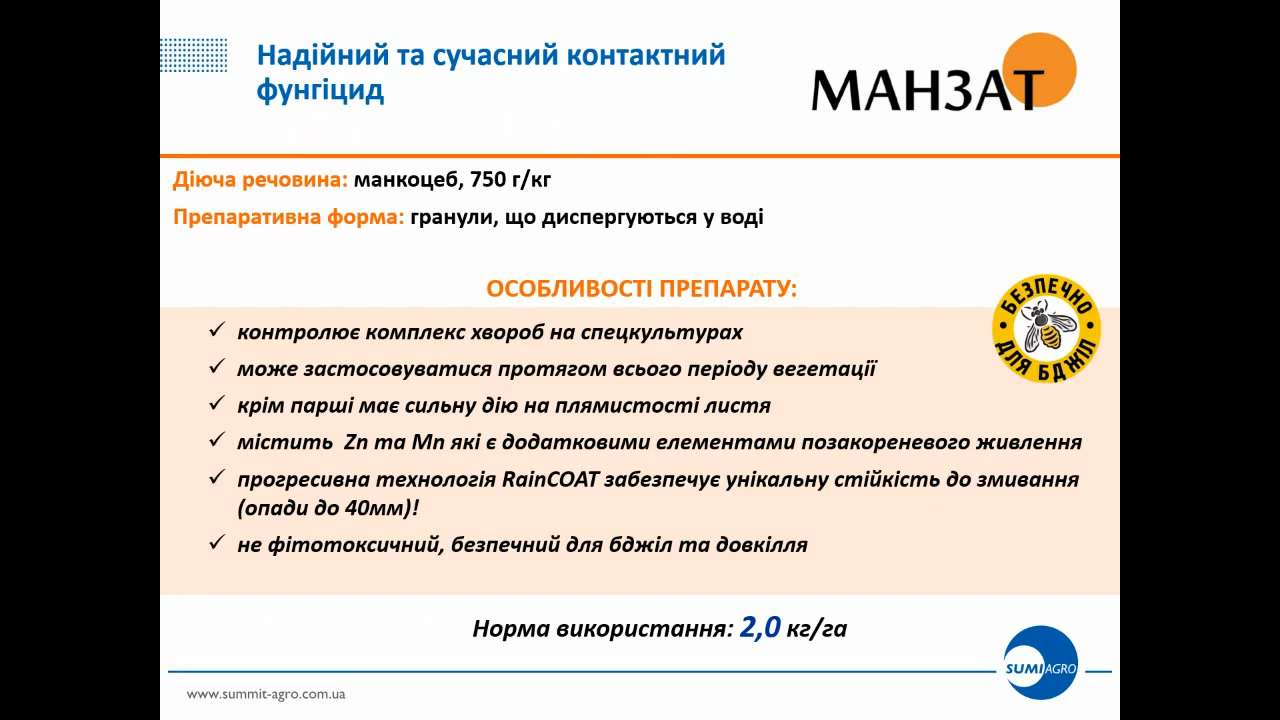 Надійний та сучасний контактний
фунгіцид
МАНЗАТ
Діюча речовина: манкоцеб, 750 г/кг
Препаративна форма: гранули, що диспергуються у воді
ОСОБЛИВОСТІ ПРЕПАРАТУ:
БЕЗПЕЧНО
ДЛЯ БДЖІЛ
✓ контролює комплекс хвороб на спецкультурах
✓ може застосовуватися протягом всього періоду вегетації
✓ крім парші має сильну дію на плямистості листя
✓ містить Zn та Mn які є додатковими елементами позакореневого живлення
✓ прогресивна технологія RainCOAT забезпечує унікальну стійкість до змивання
(опади до 40мм)!
✓ не фітотоксичний, безпечний для бджіл та довкілля
Норма використання: 2,0 кг/га
SUMI AGRO
www.summit-agro.com.ua